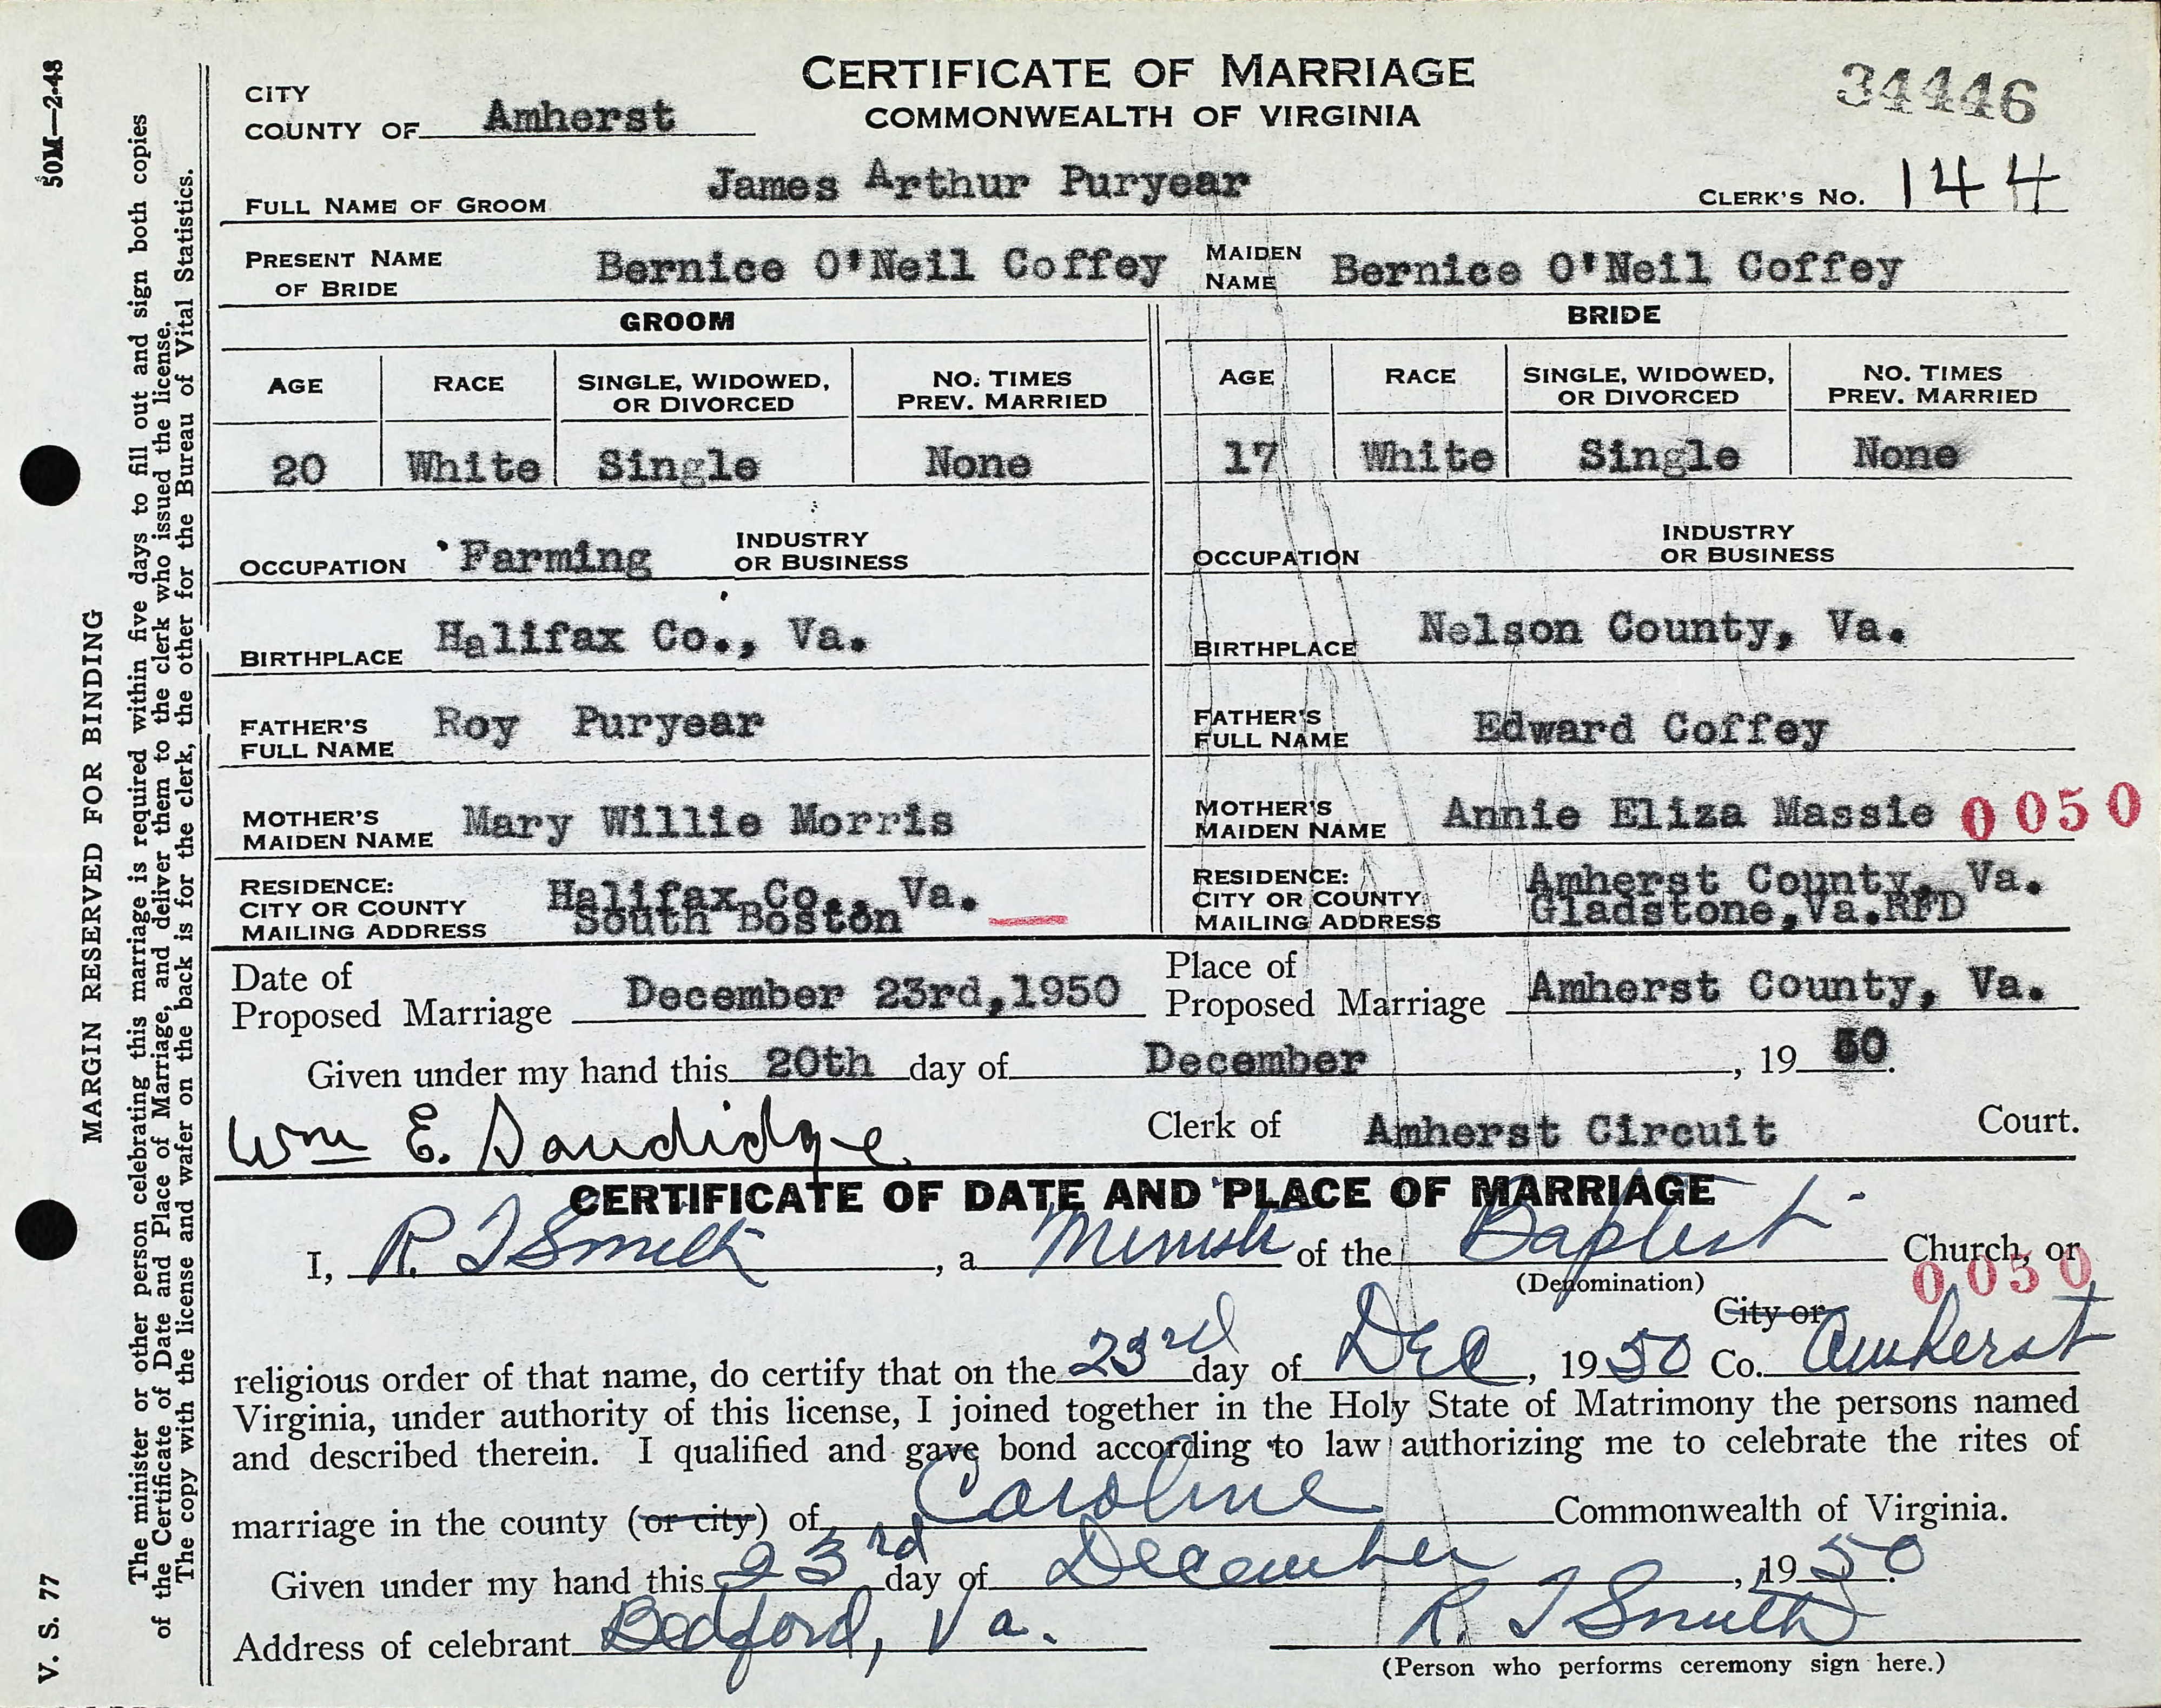 50M—2-48
MARGIN RESERVED FOR BINDING
V. S. 77
The minister or other person celebrating this marriage is required within five days to fill out and sign both copies
of the Certificate of Date and Place of Marriage, and deliver them to the clerk who issued the license.
The copy with the license and wafer on the back is for the clerk, the other for the Bureau of Vital Statistics.
CERTIFICATE OF MARRIAGE
COMMONWEALTH OF VIRGINIA
34446
CITY
COUNTY OF Amherst
FULL NAME OF GROOM James Arthur Puryear CLERK'S No. 144
PRESENT NAME OF BRIDE Bernice O'Neil Coffey MAIDEN NAME Bernice O'Neil Coffey
GROOM BRIDE
AGE RACE SINGLE, WIDOWED, OR DIVORCED NO. TIMES PREV. MARRIED AGE RACE SINGLE, WIDOWED, OR DIVORCED NO. TIMES PREV. MARRIED
20 White Single None 17 White Single None
OCCUPATION Farming INDUSTRY OR BUSINESS OCCUPATION INDUSTRY OR BUSINESS
BIRTHPLACE Halifax Co., Va. BIRTHPLACE Nelson County, Va.
FATHER'S FULL NAME Roy Puryear FATHER'S FULL NAME Edward Coffey
MOTHER'S MAIDEN NAME Mary Willie Morris MOTHER'S MAIDEN NAME Annie Eliza Massie 0050
RESIDENCE: CITY OR COUNTY Halifax Co., Va. RESIDENCE: CITY OR COUNTY Amherst County, Va.
MAILING ADDRESS South Boston MAILING ADDRESS Gladstone,Va.RFD
Date of Proposed Marriage December 23rd,1950 Place of Proposed Marriage Amherst County, Va.
Given under my hand this 20th day of December, 19 50.
Wm E. Sandidge Clerk of Amherst Circuit Court.
CERTIFICATE OF DATE AND PLACE OF MARRIAGE
I, R. T Smith, a Minister of the Baptist Church, or
(Denomination)
0050
City or
religious order of that name, do certify that on the 23rd day of Dec, 1950 Co. Amherst
Virginia, under authority of this license, I joined together in the Holy State of Matrimony the persons named
and described therein. I qualified and gave bond according to law authorizing me to celebrate the rites of
marriage in the county (or city) of Caroline Commonwealth of Virginia.
Given under my hand this 23rd day of December, 1950.
Address of celebrant Bedford, Va. R. T Smith
(Person who performs ceremony sign here.)